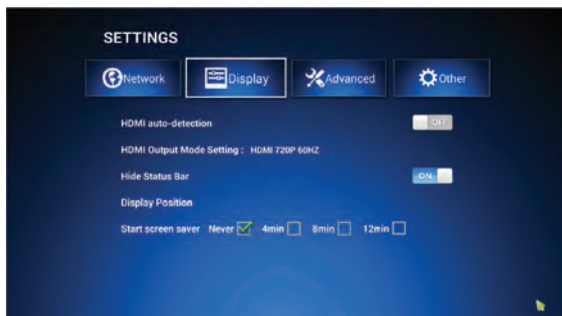 SETTINGS
Network Display Advanced Other
HDMI auto-detection OFF
HDMI Output Mode Setting : HDMI 720P 60HZ
Hide Status Bar ON
Display Position
Start screen saver Never 4min 8min 12min